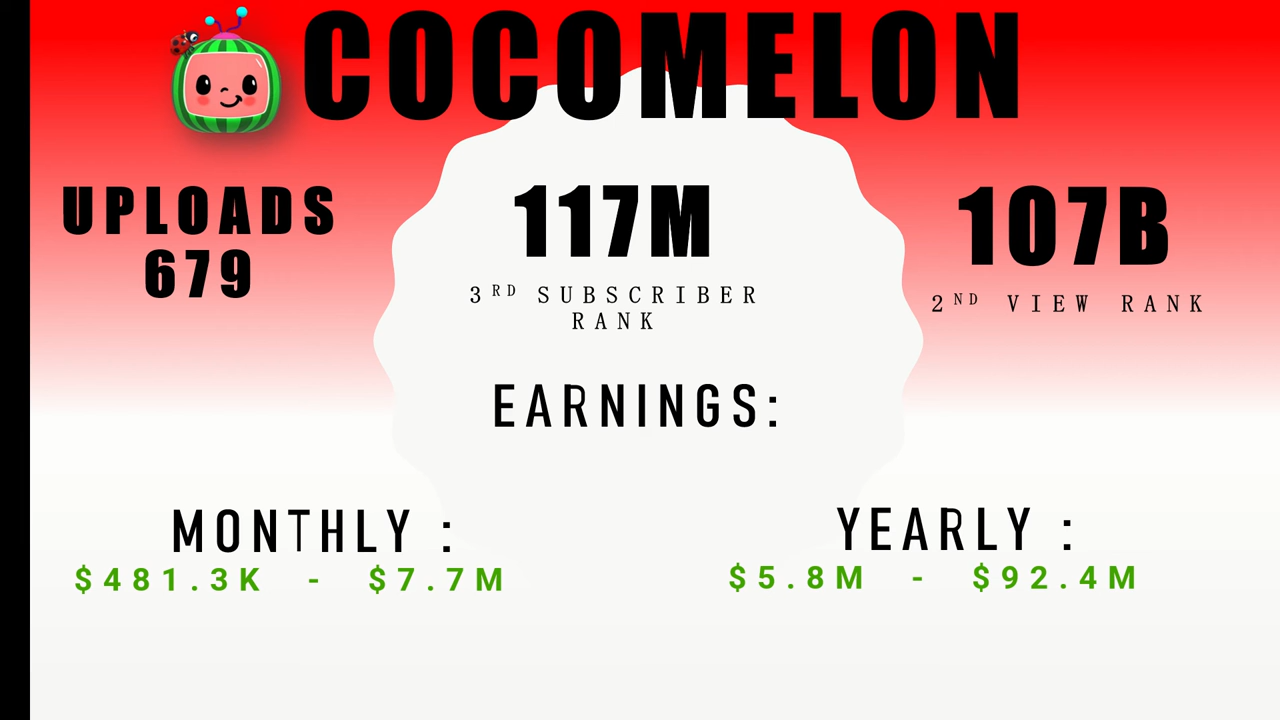 COCOMELON
UPLOADS
679
117M
3RD SUBSCRIBER
RANK
107B
2ND VIEW RANK
EARNINGS:
MONTHLY :
$481.3K - $7.7M
YEARLY :
$5.8M - $92.4M